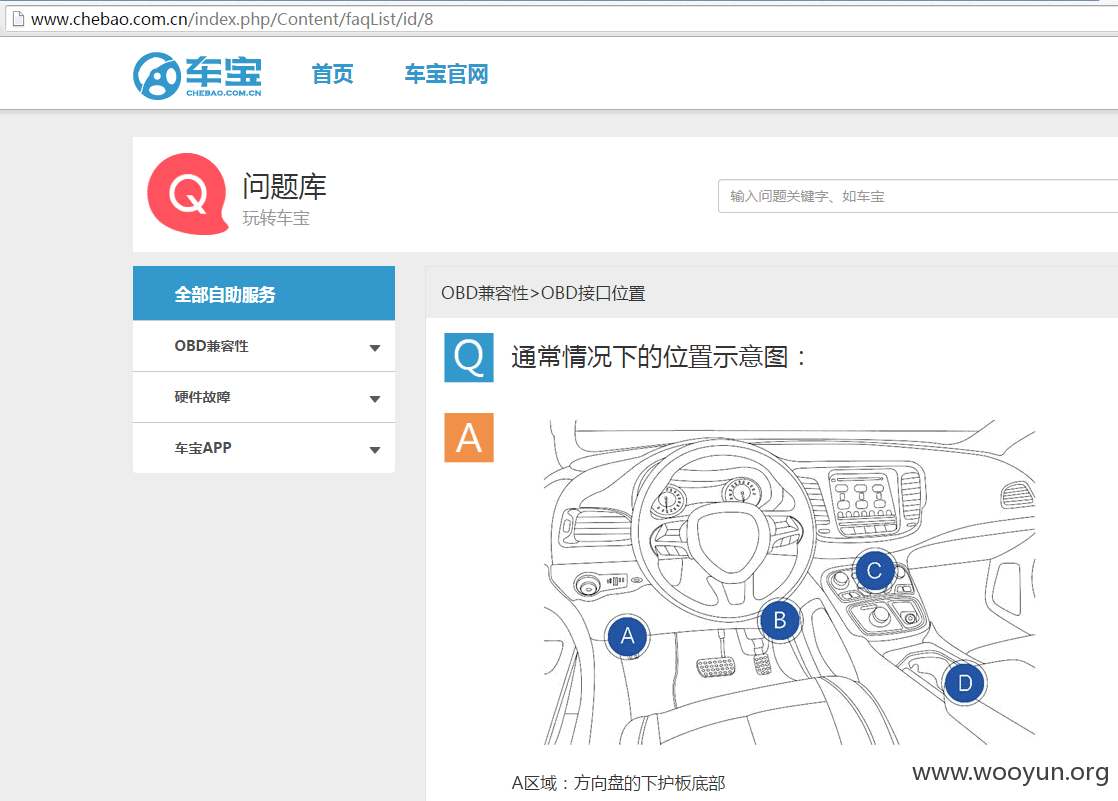 www.chebao.com.cn/index.php/Content/faqList/id/8
车宝
CHEBAO.COM.CN
首页
车宝官网
Q
问题库
玩转车宝
输入问题关键字、如车宝
全部自助服务
OBD兼容性
硬件故障
车宝APP
OBD兼容性>OBD接口位置
Q
通常情况下的位置示意图：
A
A
B
C
D
A区域：方向盘的下护板底部
www.wooyun.org